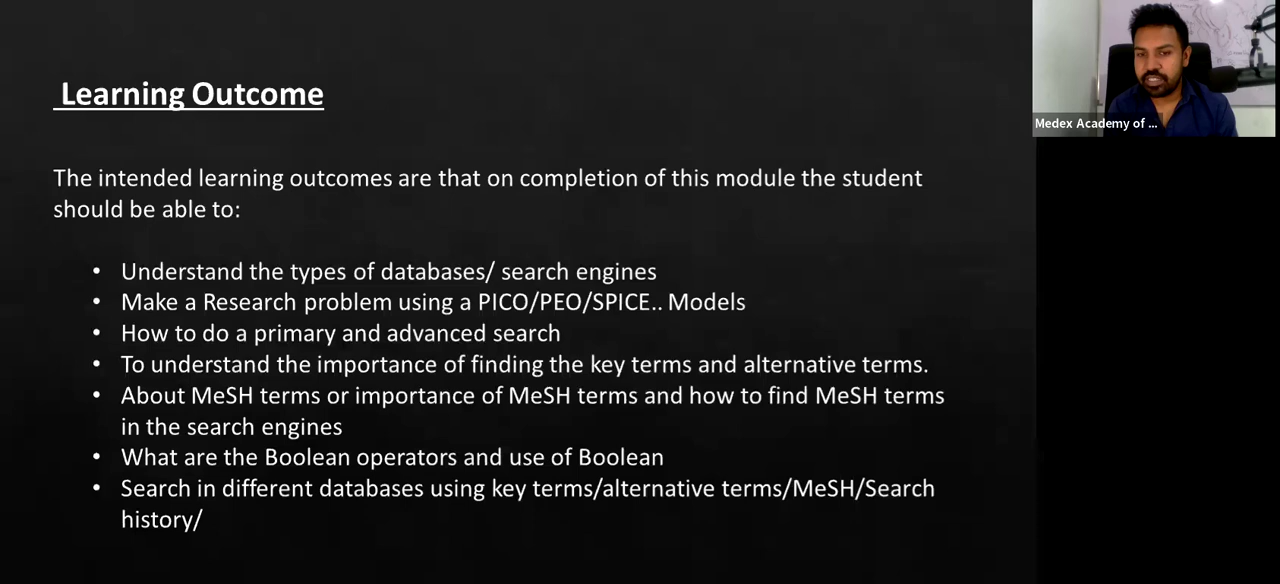 Learning Outcome
The intended learning outcomes are that on completion of this module the student
should be able to:
• Understand the types of databases/ search engines
• Make a Research problem using a PICO/PEO/SPICE.. Models
• How to do a primary and advanced search
• To understand the importance of finding the key terms and alternative terms.
• About MeSH terms or importance of MeSH terms and how to find MeSH terms
in the search engines
• What are the Boolean operators and use of Boolean
• Search in different databases using key terms/alternative terms/MeSH/Search
history/
Medex Academy of ...